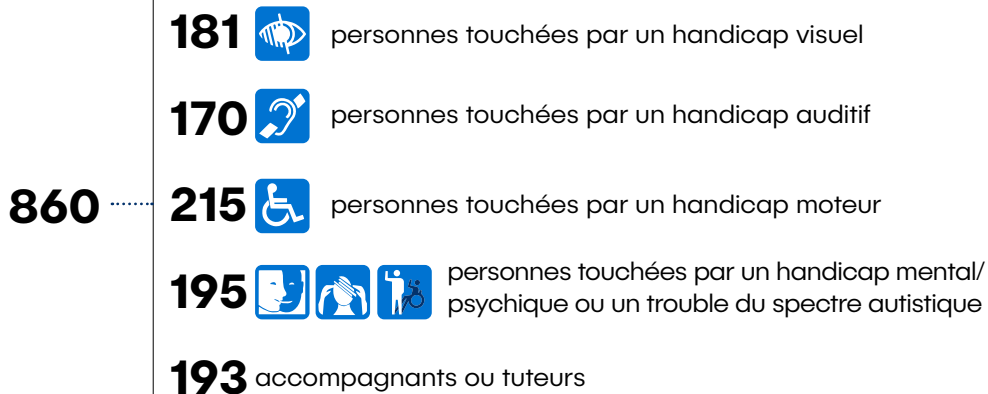 181 personnes touchées par un handicap visuel
170 personnes touchées par un handicap auditif
860 215 personnes touchées par un handicap moteur
195 personnes touchées par un handicap mental/
psychique ou un trouble du spectre autistique
193 accompagnants ou tuteurs